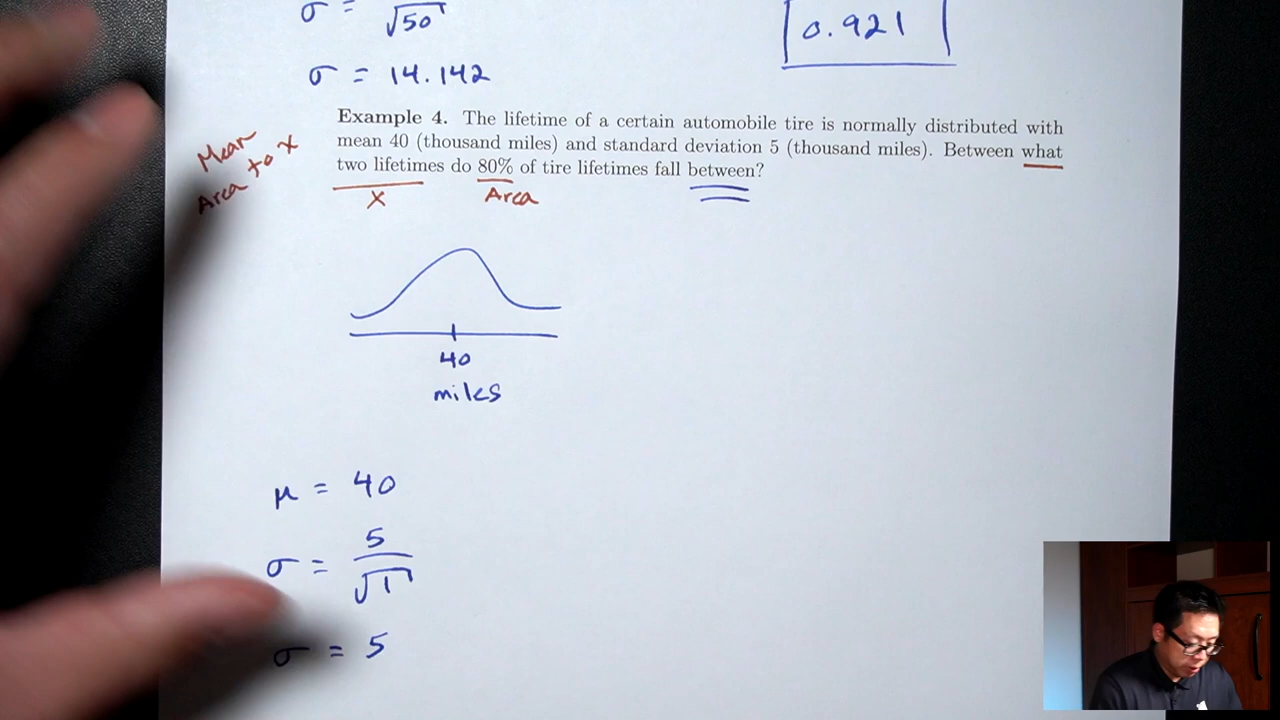 σ = 
√50
0.921
σ = 14.142
Example 4. The lifetime of a certain automobile tire is normally distributed with
mean 40 (thousand miles) and standard deviation 5 (thousand miles). Between what
two lifetimes do 80% of tire lifetimes fall between?
Mean
Area to x
x
Area
40
miles
μ = 40
σ = 5/√1
σ = 5